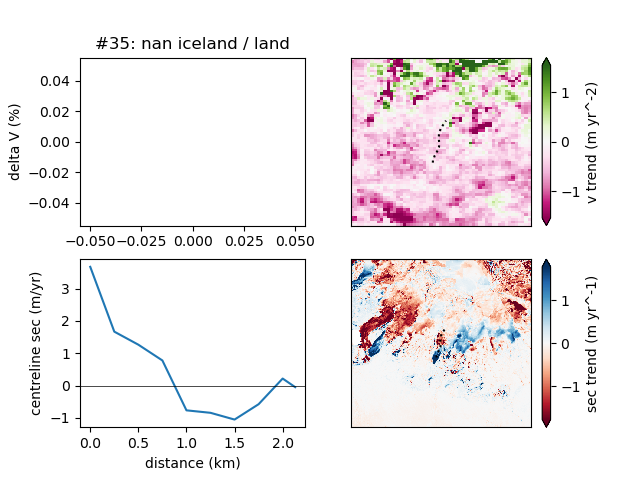 #35: nan iceland / land
delta V (%)
0.04
0.02
0.00
−0.02
−0.04
−0.050 −0.025 0.000 0.025 0.050
1
0
−1
v trend (m yr^-2)
centreline sec (m/yr)
3
2
1
0
−1
0.0 0.5 1.0 1.5 2.0
distance (km)
1
0
−1
sec trend (m yr^-1)